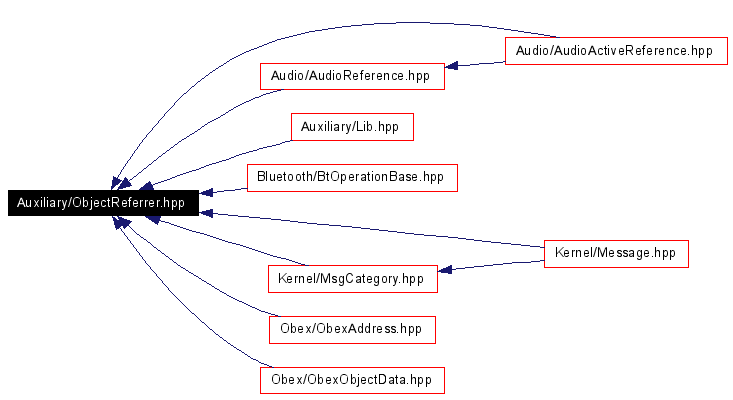 Audio/AudioActiveReference.hpp
Audio/AudioReference.hpp
Auxiliary/Lib.hpp
Bluetooth/BtOperationBase.hpp
Auxiliary/ObjectReferrer.hpp
Kernel/Message.hpp
Kernel/MsgCategory.hpp
Obex/ObexAddress.hpp
Obex/ObexObjectData.hpp